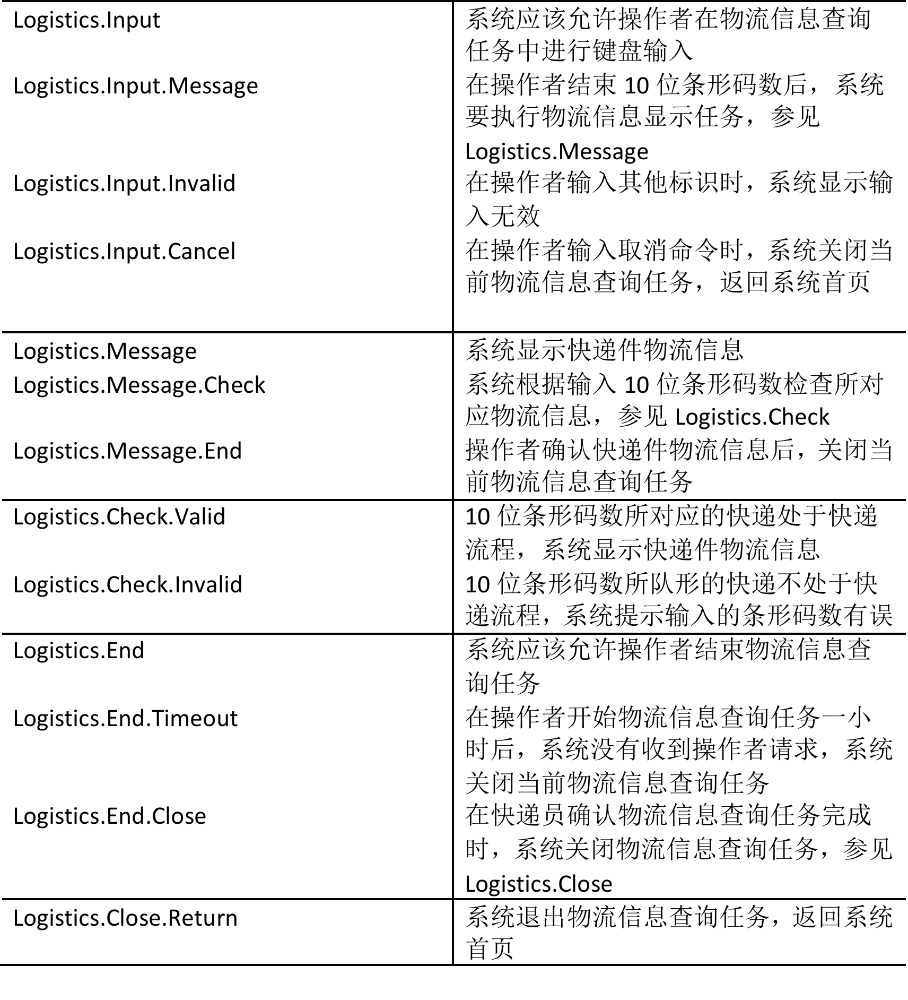 Logistics.Input
系统应该允许操作者在物流信息查询
任务中进行键盘输入
Logistics.Input.Message
在操作者结束 10 位条形码数后，系统
要执行物流信息显示任务，参见
Logistics.Message
Logistics.Input.Invalid
在操作者输入其他标识时，系统显示输
入无效
Logistics.Input.Cancel
在操作者输入取消命令时，系统关闭当
前物流信息查询任务，返回系统首页
Logistics.Message
系统显示快递件物流信息
Logistics.Message.Check
系统根据输入 10 位条形码数检查所对
应物流信息，参见 Logistics.Check
Logistics.Message.End
操作者确认快递件物流信息后，关闭当
前物流信息查询任务
Logistics.Check.Valid
10 位条形码数所对应的快递处于快递
流程，系统显示快递件物流信息
Logistics.Check.Invalid
10 位条形码数所队形的快递不处于快
递流程，系统提示输入的条形码数有误
Logistics.End
系统应该允许操作者结束物流信息查
询任务
Logistics.End.Timeout
在操作者开始物流信息查询任务一小
时后，系统没有收到操作者请求，系统
关闭当前物流信息查询任务
Logistics.End.Close
在快递员确认物流信息查询任务完成
时，系统关闭物流信息查询任务，参见
Logistics.Close
Logistics.Close.Return
系统退出物流信息查询任务，返回系统
首页